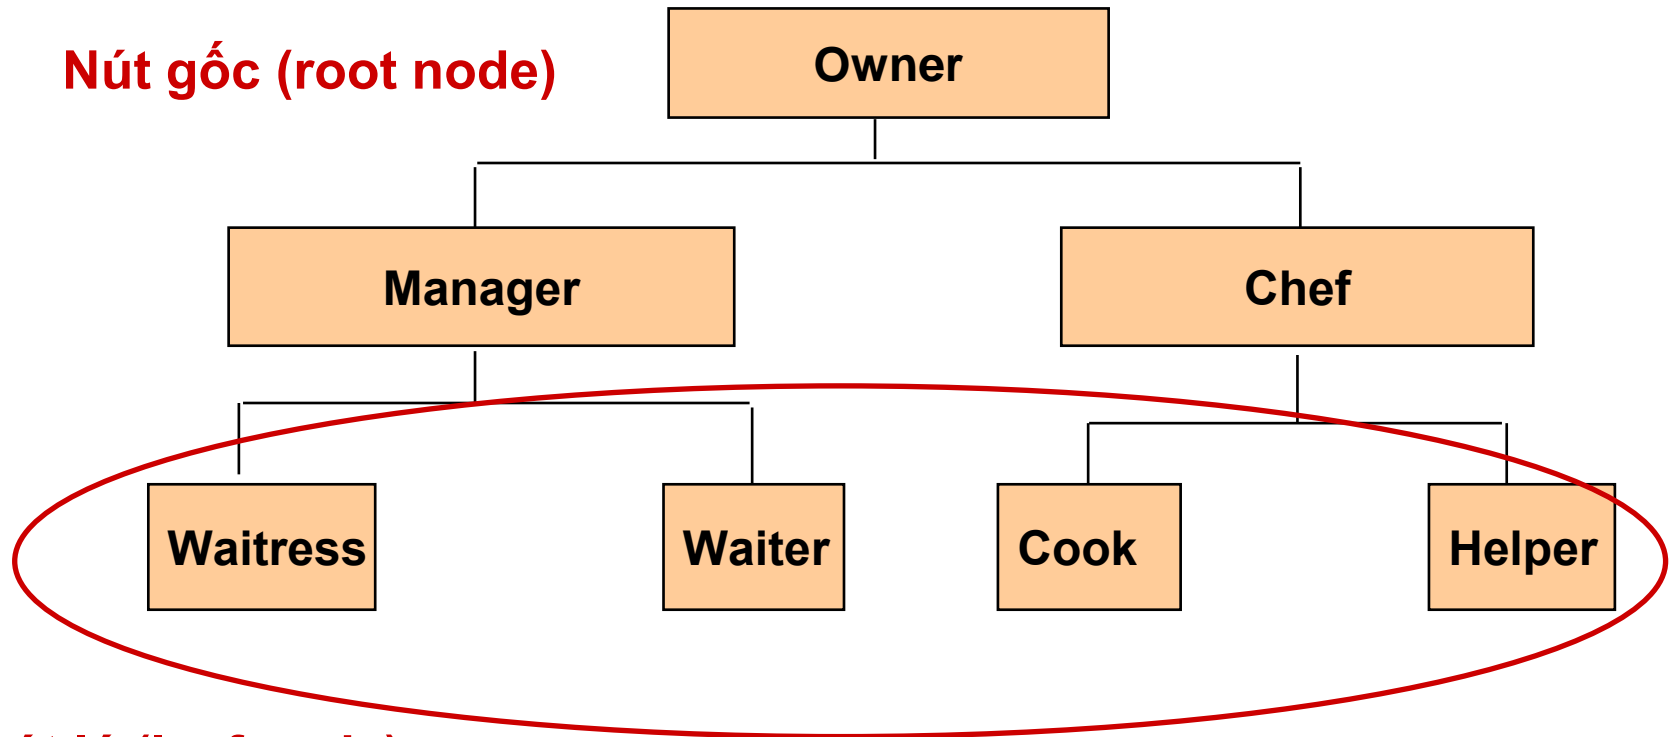 Nút gốc (root node)
Owner
Manager
Chef
Waitress
Waiter
Cook
Helper